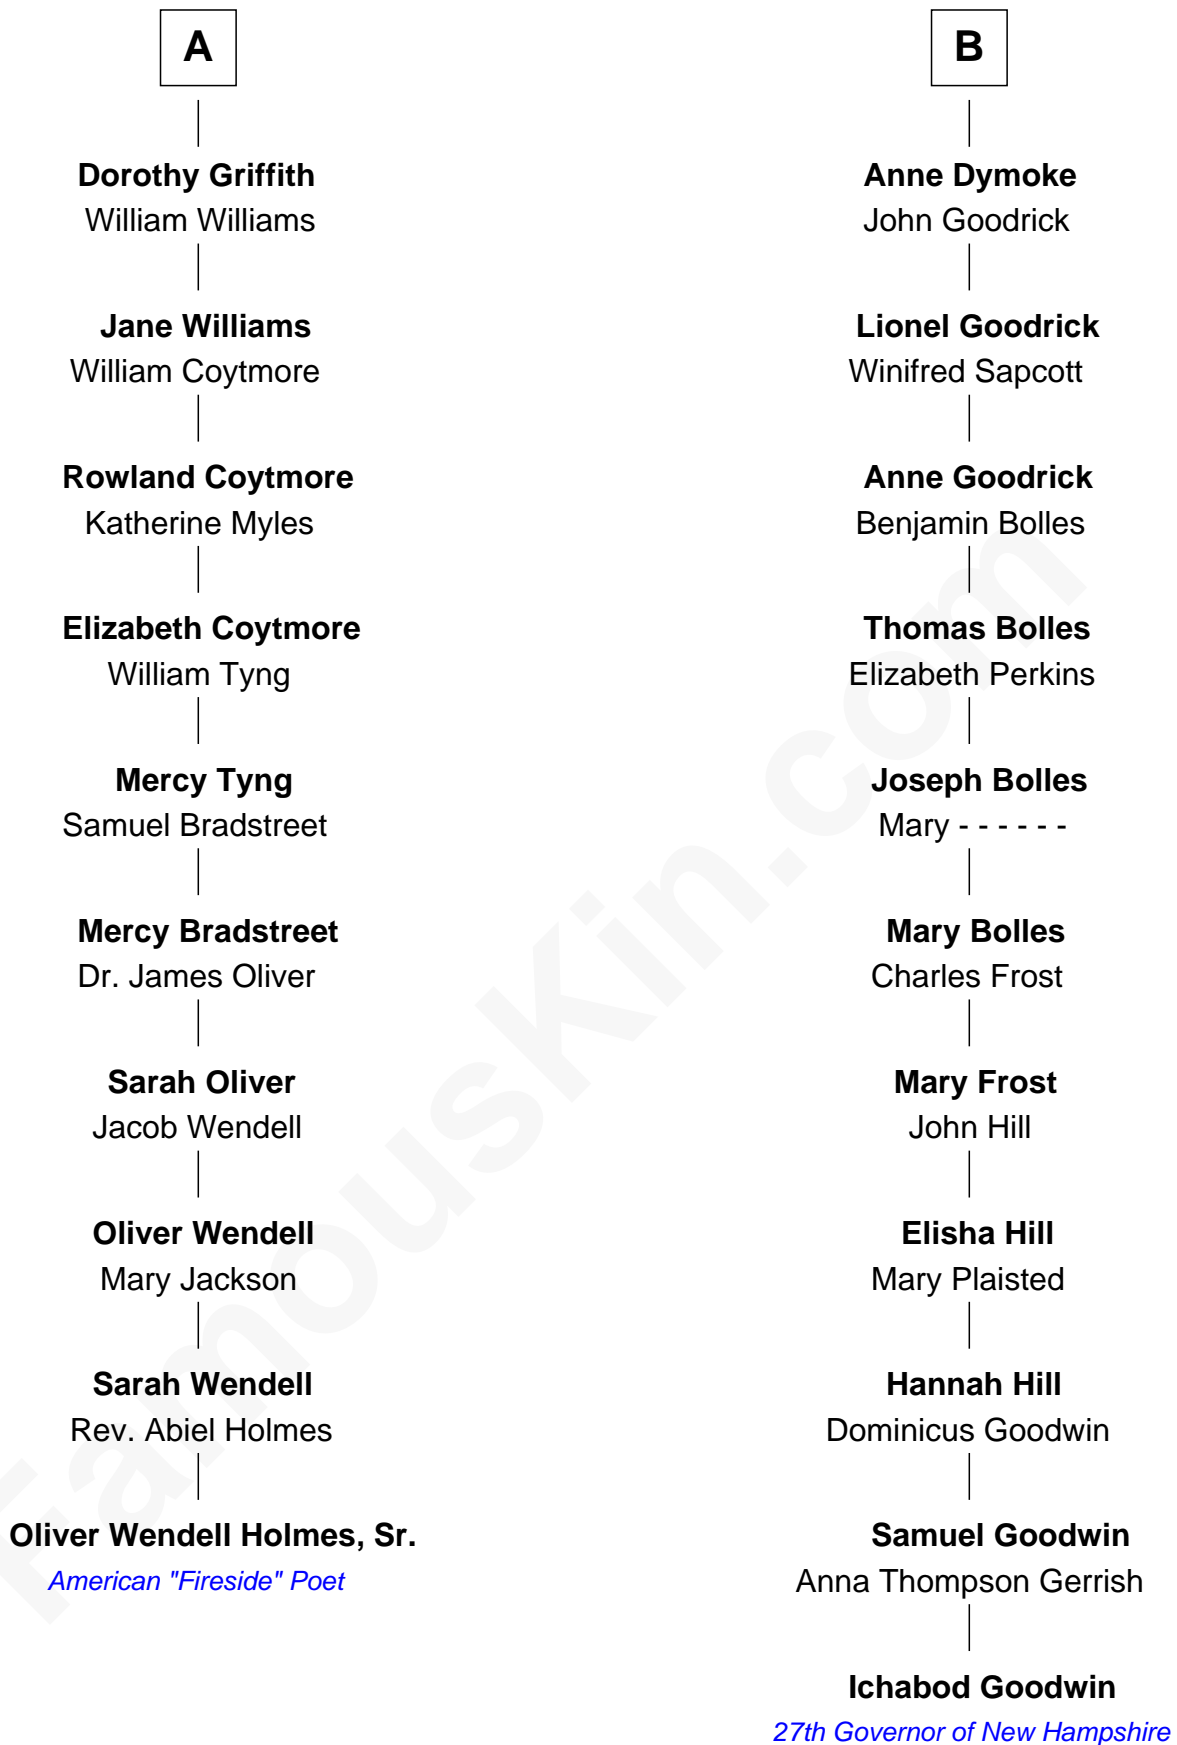 A
Dorothy Griffith
William Williams
Jane Williams
William Coytmore
Rowland Coytmore
Katherine Myles
Elizabeth Coytmore
William Tyng
Mercy Tyng
Samuel Bradstreet
Mercy Bradstreet
Dr. James Oliver
Sarah Oliver
Jacob Wendell
Oliver Wendell
Mary Jackson
Sarah Wendell
Rev. Abiel Holmes
Oliver Wendell Holmes, Sr.
American "Fireside" Poet
B
Anne Dymoke
John Goodrick
Lionel Goodrick
Winifred Sapcott
Anne Goodrick
Benjamin Bolles
Thomas Bolles
Elizabeth Perkins
Joseph Bolles
Mary - - - - - -
Mary Bolles
Charles Frost
Mary Frost
John Hill
Elisha Hill
Mary Plaisted
Hannah Hill
Dominicus Goodwin
Samuel Goodwin
Anna Thompson Gerrish
Ichabod Goodwin
27th Governor of New Hampshire
FamousKin.com